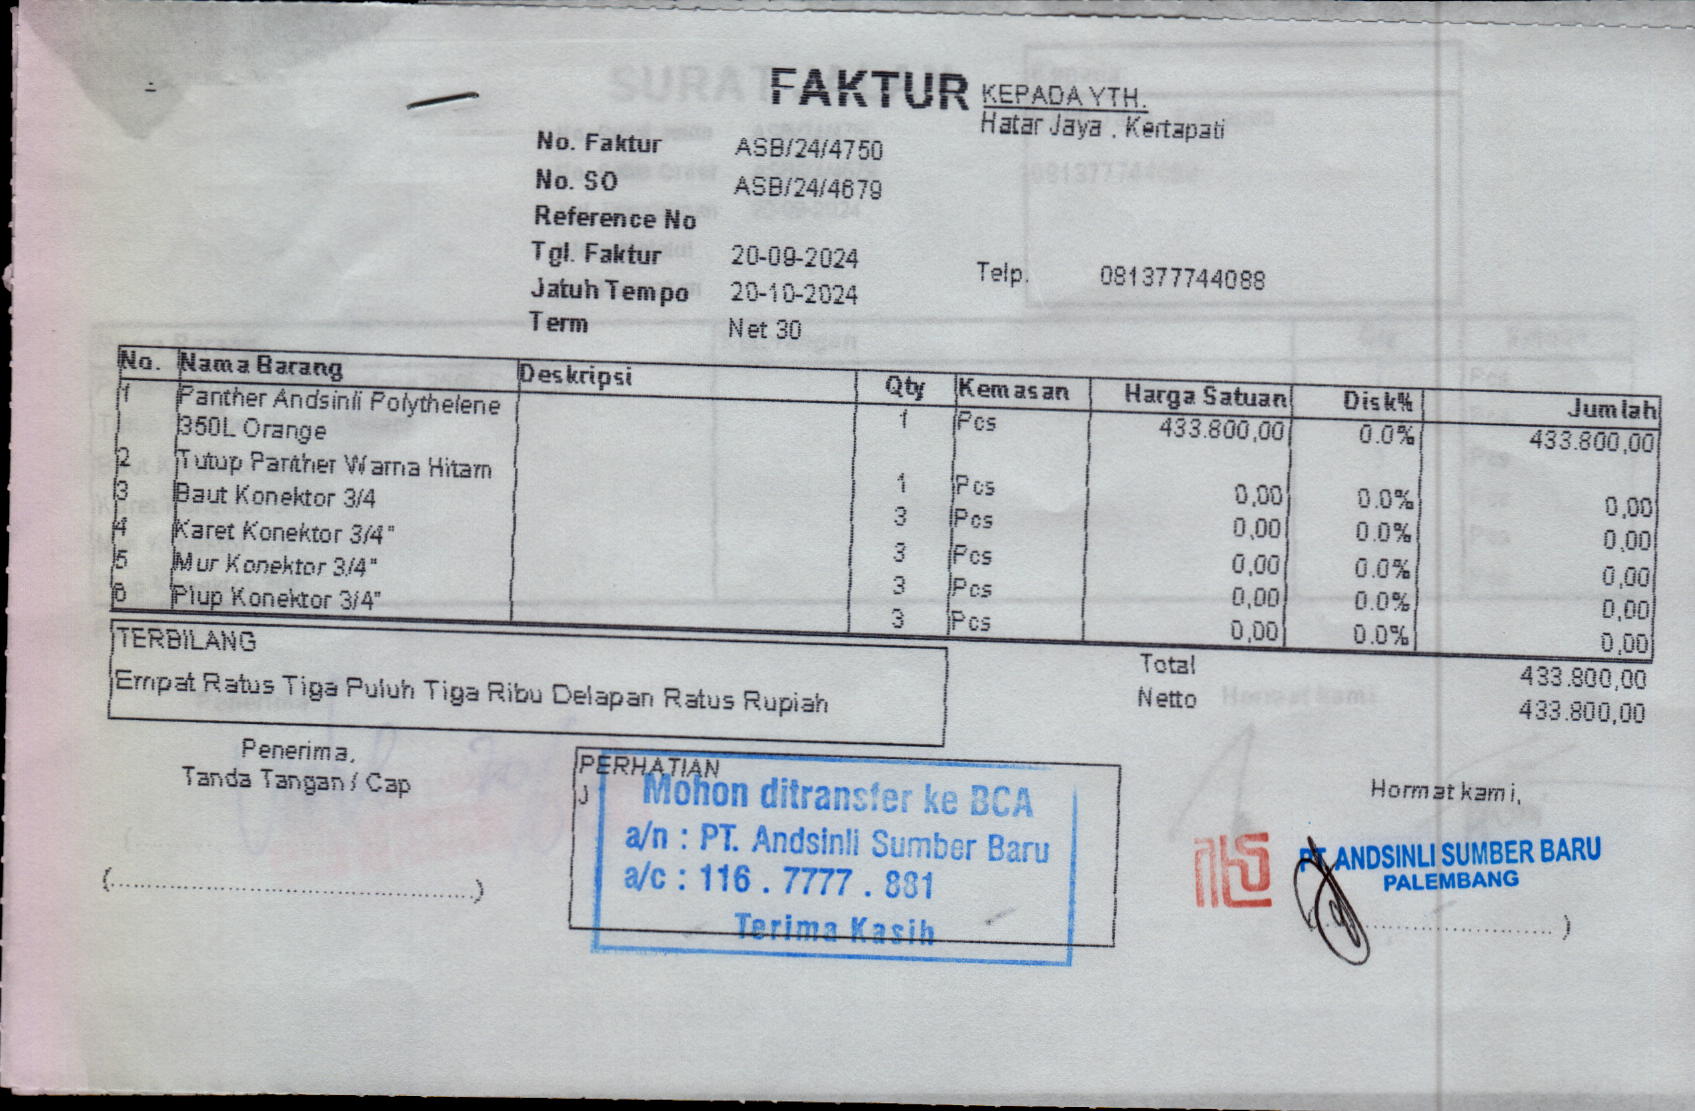 FAKTUR
KEPADA YTH.
Hatar Jaya . Kertapati
No. Faktur ASB/24/4750
No. SO ASB/24/4679
Reference No
Tgl. Faktur 20-09-2024
Telp. 081377744088
Jatuh Tempo 20-10-2024
Term Net 30
No. Nama Barang Deskripsi Qty Kemasan Harga Satuan Disk% Jumlah
1 Panther Andsinli Polythelene 1 Pcs 433.800,00 0.0% 433.800,00
350L Orange
2 Tutup Panther Warna Hitam 1 Pcs 0,00 0.0% 0,00
3 Baut Konektor 3/4 3 Pcs 0,00 0.0% 0,00
4 Karet Konektor 3/4" 3 Pcs 0,00 0.0% 0,00
5 Mur Konektor 3/4" 3 Pcs 0,00 0.0% 0,00
6 Plup Konektor 3/4" 3 Pcs 0,00 0.0% 0,00
TERBILANG
Empat Ratus Tiga Puluh Tiga Ribu Delapan Ratus Rupiah
Total 433.800,00
Netto 433.800,00
Penerima,
Tanda Tangan / Cap
(............................................................)
PERHATIAN
J
Mohon ditransfer ke BCA
a/n : PT. Andsinli Sumber Baru
a/c : 116 . 7777 . 881
Terima Kasih
Hormat kami,
PT. ANDSINLI SUMBER BARU
PALEMBANG